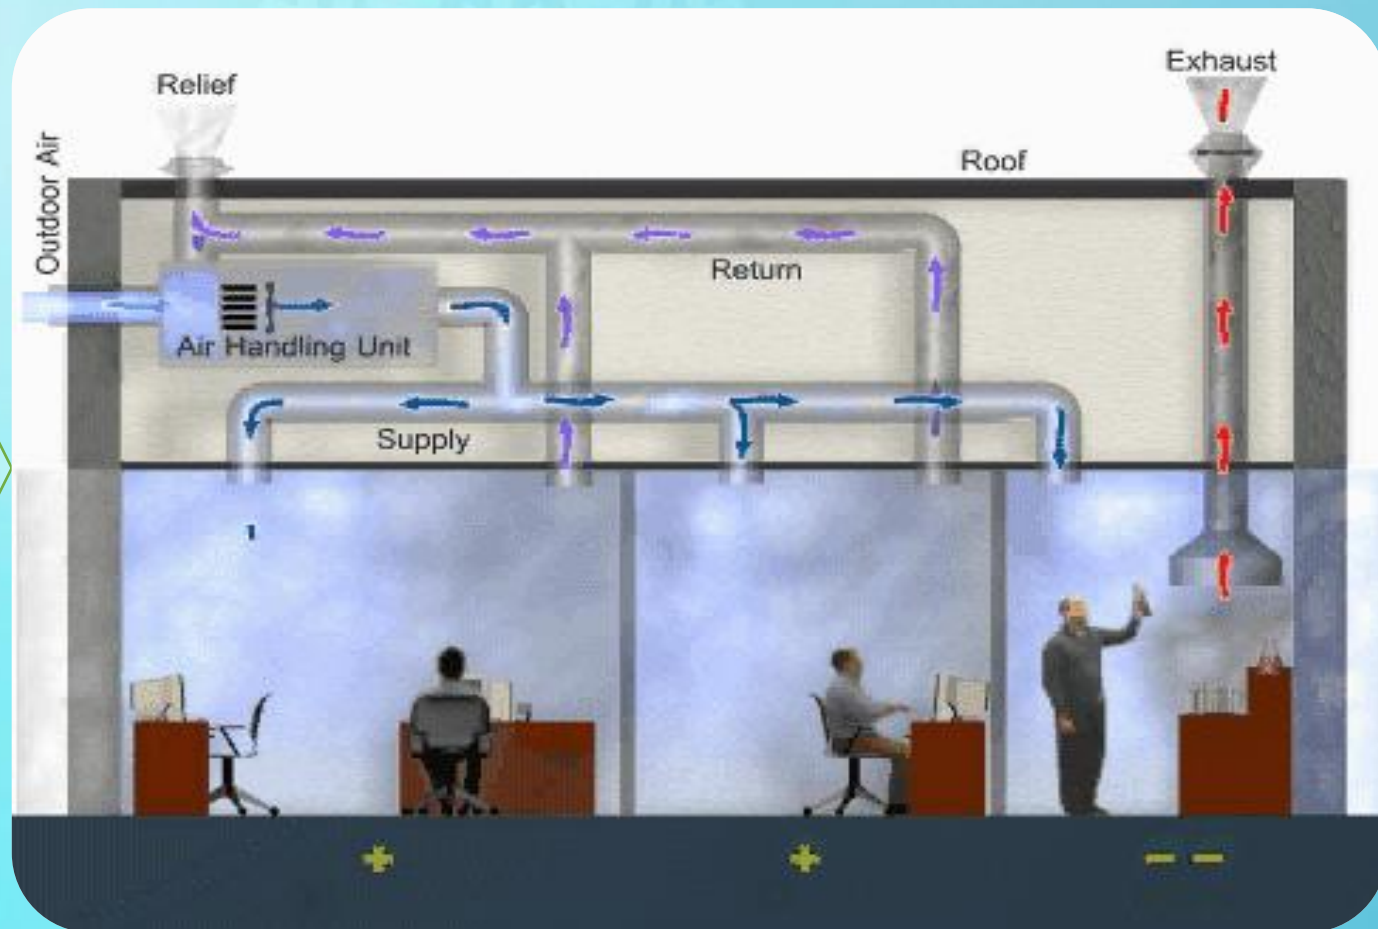 Relief
Exhaust
Outdoor Air
Roof
Return
Air Handling Unit
Supply
+
+
– –